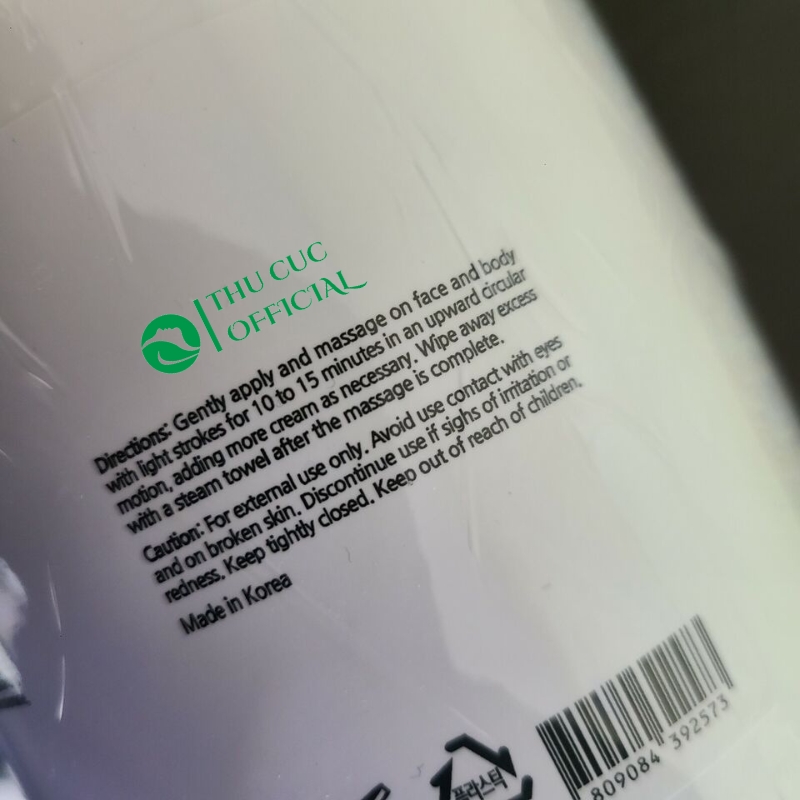 THU CUC
OFFICIAL
Directions: Gently apply and massage on face and body
with light strokes for 10 to 15 minutes in an upward circular
motion, adding more cream as necessary. Wipe away excess
with a steam towel after the massage is complete.
Caution: For external use only. Avoid use contact with eyes
and on broken skin. Discontinue use if sighs of irritation or
redness. Keep tightly closed. Keep out of reach of children.
Made in Korea
플라스틱
809084 392573